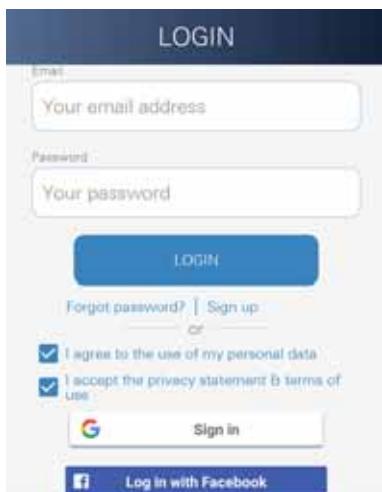 LOGIN
Email
Your email address
Password
Your password
LOGIN
Forgot password? | Sign up
or
I agree to the use of my personal data
I accept the privacy statement & terms of
use
Sign in
Log in with Facebook